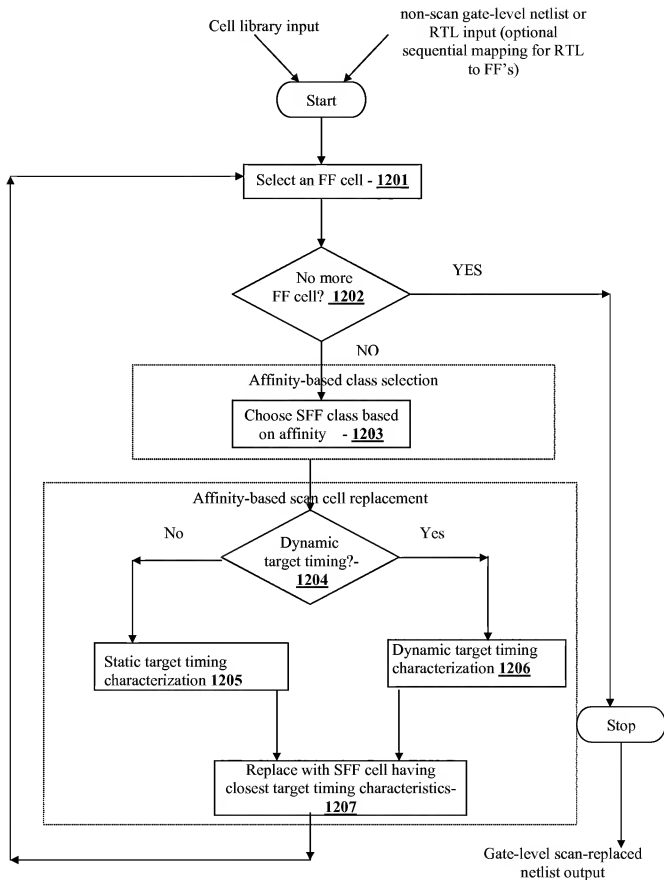 Cell library input
non-scan gate-level netlist or
RTL input (optional
sequential mapping for RTL
to FF's)
Start
Select an FF cell - 1201
No more
FF cell? 1202
YES
NO
Affinity-based class selection
Choose SFF class based
on affinity - 1203
Affinity-based scan cell replacement
No
Yes
Dynamic
target timing?-
1204
Static target timing
characterization 1205
Dynamic target timing
characterization 1206
Stop
Replace with SFF cell having
closest target timing characteristics-
1207
Gate-level scan-replaced
netlist output